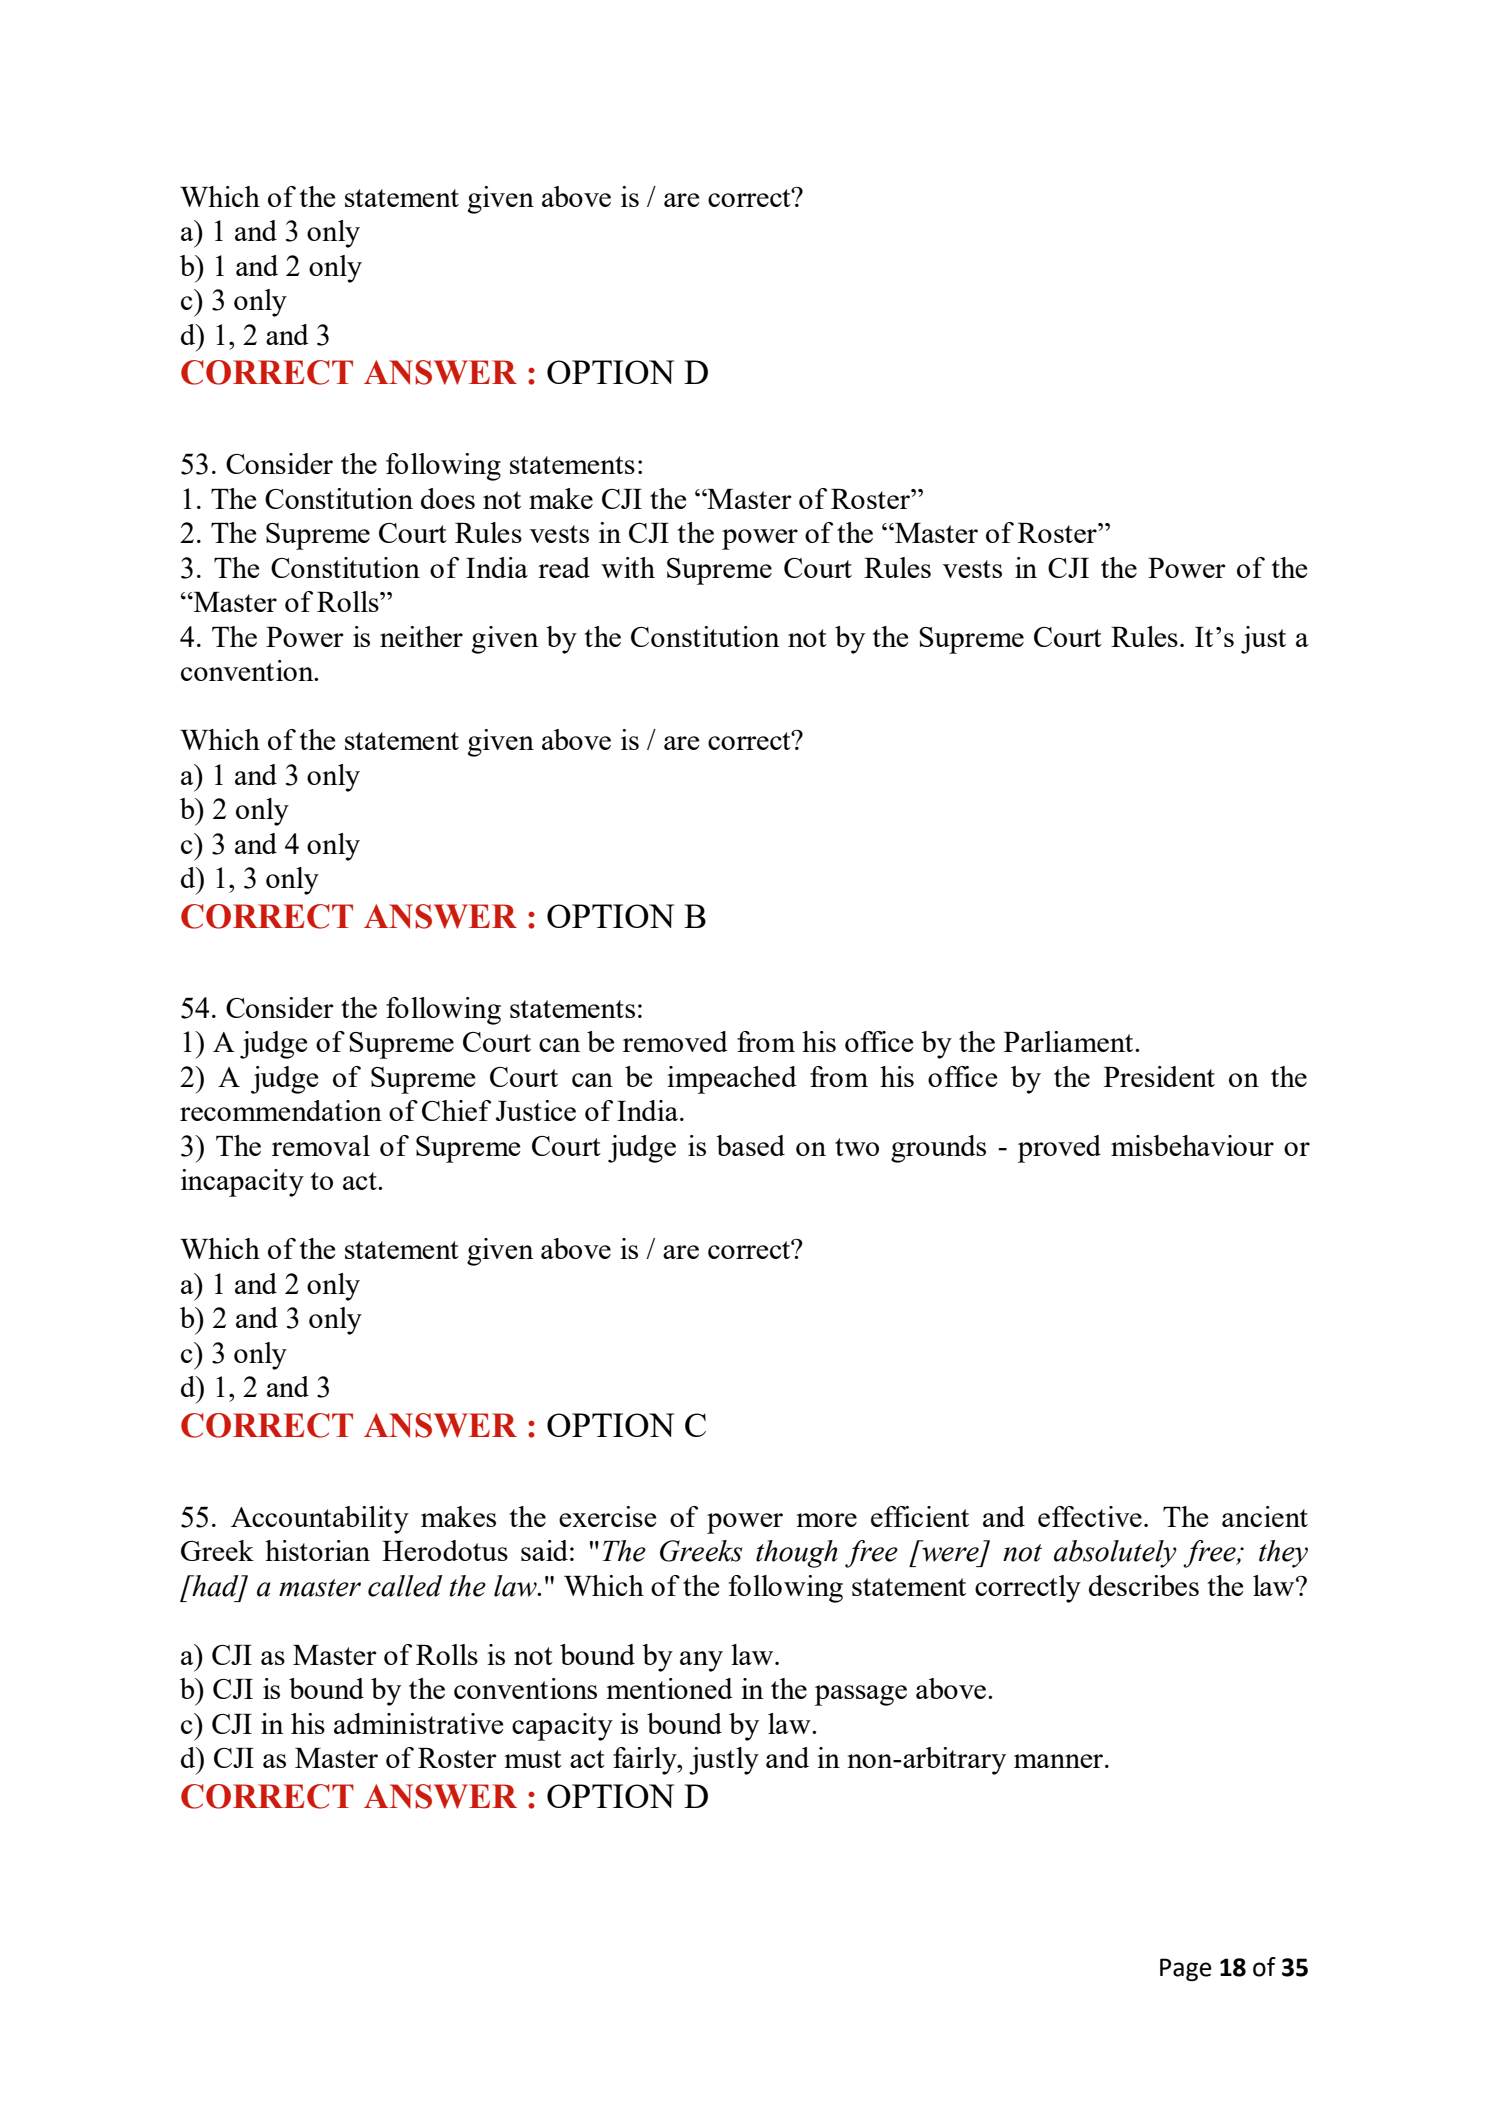 Which of the statement given above is / are correct?
a) 1 and 3 only
b) 1 and 2 only
c) 3 only
d) 1, 2 and 3
CORRECT ANSWER : OPTION D
53. Consider the following statements:
1. The Constitution does not make CJI the “Master of Roster”
2. The Supreme Court Rules vests in CJI the power of the “Master of Roster”
3. The Constitution of India read with Supreme Court Rules vests in CJI the Power of the
“Master of Rolls”
4. The Power is neither given by the Constitution not by the Supreme Court Rules. It’s just a
convention.
Which of the statement given above is / are correct?
a) 1 and 3 only
b) 2 only
c) 3 and 4 only
d) 1, 3 only
CORRECT ANSWER : OPTION B
54. Consider the following statements:
1) A judge of Supreme Court can be removed from his office by the Parliament.
2) A judge of Supreme Court can be impeached from his office by the President on the
recommendation of Chief Justice of India.
3) The removal of Supreme Court judge is based on two grounds - proved misbehaviour or
incapacity to act.
Which of the statement given above is / are correct?
a) 1 and 2 only
b) 2 and 3 only
c) 3 only
d) 1, 2 and 3
CORRECT ANSWER : OPTION C
55. Accountability makes the exercise of power more efficient and effective. The ancient
Greek historian Herodotus said: "The Greeks though free [were] not absolutely free; they
[had] a master called the law." Which of the following statement correctly describes the law?
a) CJI as Master of Rolls is not bound by any law.
b) CJI is bound by the conventions mentioned in the passage above.
c) CJI in his administrative capacity is bound by law.
d) CJI as Master of Roster must act fairly, justly and in non-arbitrary manner.
CORRECT ANSWER : OPTION D
Page 18 of 35